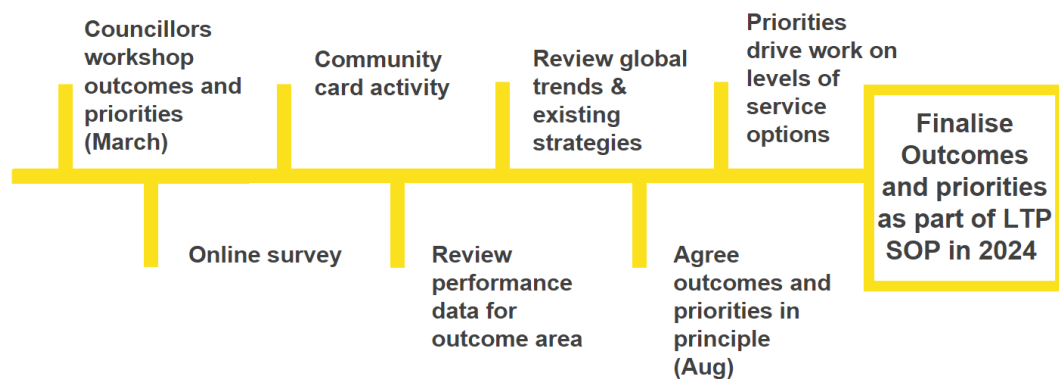 Councillors
workshop
outcomes and
priorities
(March)
Online survey
Community
card activity
Review
performance
data for
outcome area
Review global
trends &
existing
strategies
Agree
outcomes and
priorities in
principle
(Aug)
Priorities
drive work on
levels of
service
options
Finalise
Outcomes
and priorities
as part of LTP
SOP in 2024